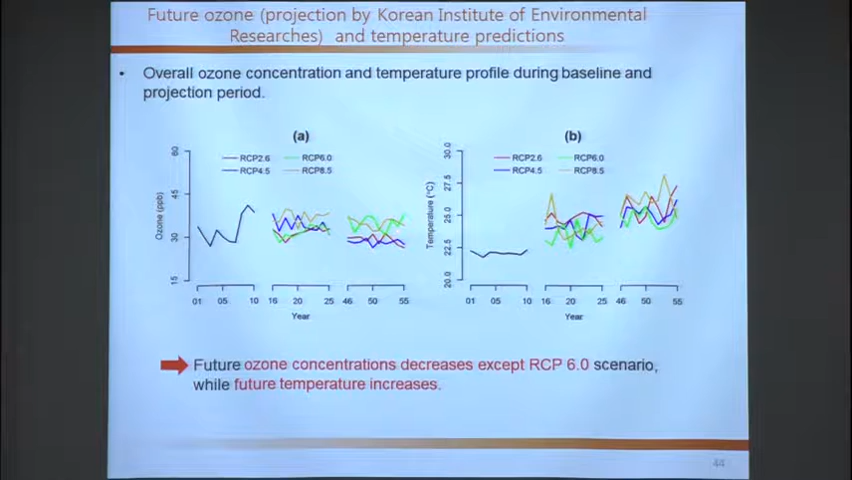 Future ozone (projection by Korean Institute of Environmental
Researches) and temperature predictions
• Overall ozone concentration and temperature profile during baseline and
projection period.
(a)
RCP2.6 RCP6.0
RCP4.5 RCP8.5
Ozone (ppb)
60
45
30
15
01 05 10 16 20 25 46 50 55
Year
(b)
RCP2.6 RCP6.0
RCP4.5 RCP8.5
Temperature (°C)
30.0
27.5
25.0
22.5
20.0
01 05 10 16 20 25 46 50 55
Year
Future ozone concentrations decreases except RCP 6.0 scenario,
while future temperature increases.
44